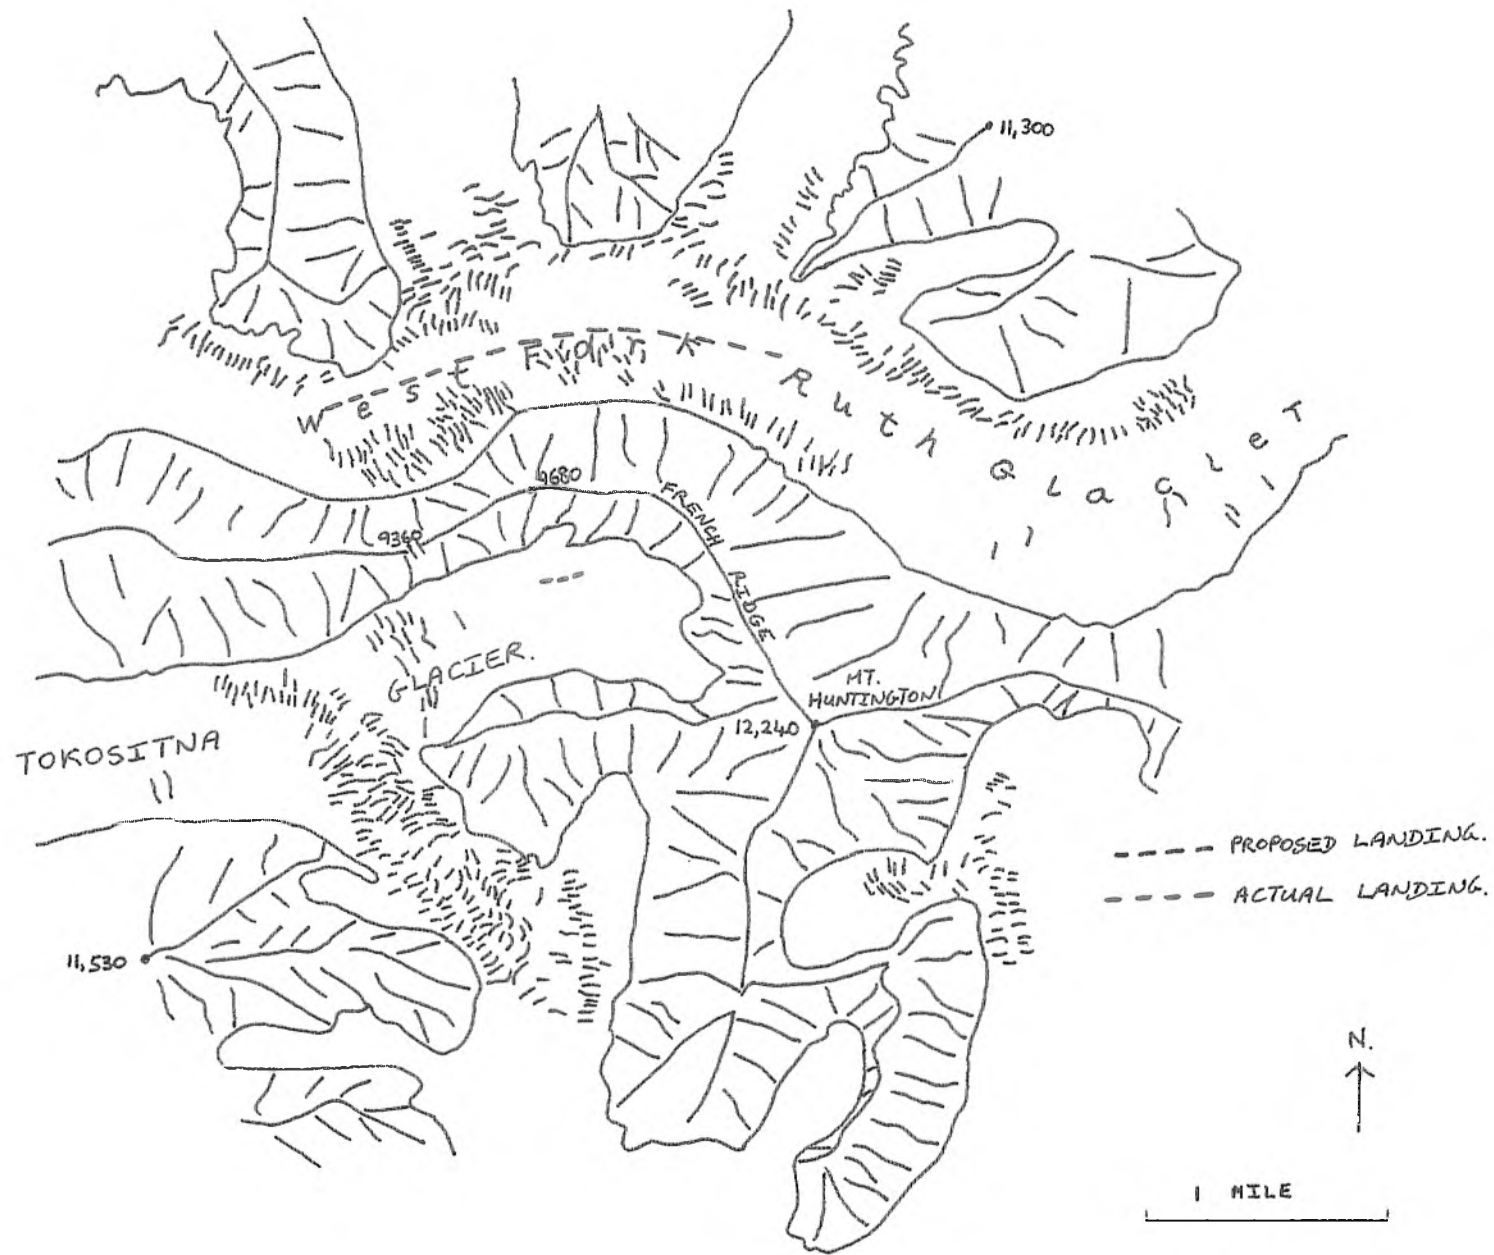 11,300
West Fork Ruth Glacier
9680
FRENCH RIDGE
9360
GLACIER.
MT.
HUNTINGTON
12,240
TOKOSITNA
PROPOSED LANDING.
ACTUAL LANDING.
11,530
N.
1 MILE